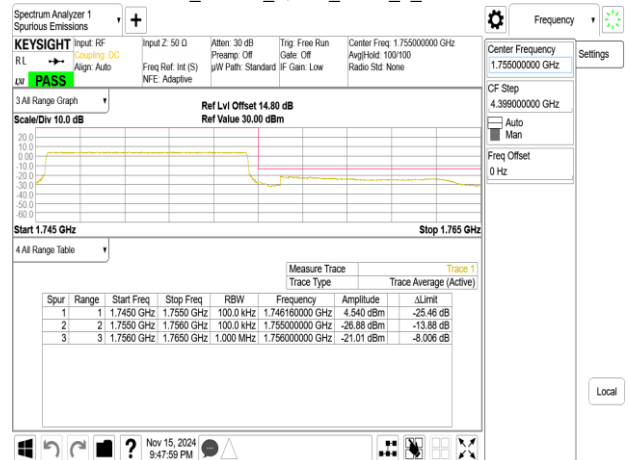 Spectrum Analyzer 1
Spurious Emissions
Frequency
KEYSIGHT Input: RF Input Z: 50 Ω Atten: 30 dB Trig: Free Run Center Freq: 1.755000000 GHz
RL Coupling: DC Preamp: Off Gate: Off Avg|Hold: 100/100
Align: Auto Freq Ref: Int (S) µW Path: Standard IF Gain: Low Radio Std: None
LXI PASS NFE: Adaptive
Center Frequency
1.755000000 GHz
Settings
CF Step
4.399000000 GHz
Auto
Man
Freq Offset
0 Hz
3 All Range Graph
Ref Lvl Offset 14.80 dB
Scale/Div 10.0 dB Ref Value 30.00 dBm
20.0
10.0
0.00
-10.0
-20.0
-30.0
-40.0
-50.0
-60.0
Start 1.745 GHz Stop 1.765 GHz
4 All Range Table
Measure Trace Trace 1
Trace Type Trace Average (Active)
Spur Range Start Freq Stop Freq RBW Frequency Amplitude ΔLimit
1 1 1.7450 GHz 1.7550 GHz 100.0 kHz 1.746160000 GHz 4.540 dBm -25.46 dB
2 2 1.7550 GHz 1.7560 GHz 100.0 kHz 1.755000000 GHz -26.88 dBm -13.88 dB
3 3 1.7560 GHz 1.7650 GHz 1.000 MHz 1.756000000 GHz -21.01 dBm -8.006 dB
Local
Nov 15, 2024
9:47:59 PM